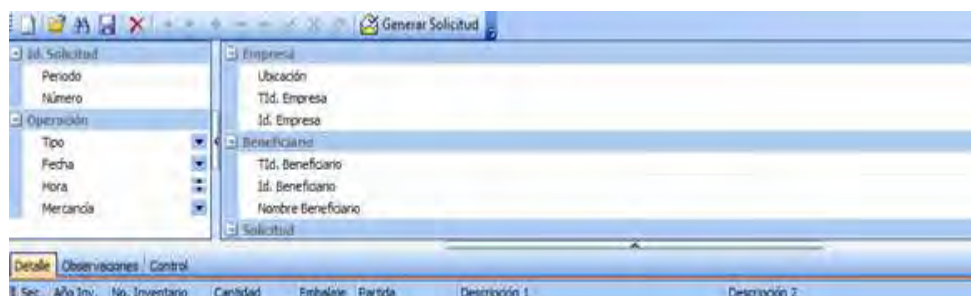 Generar Solicitud
Id. Solicitud
Periodo
Número
Operación
Tipo
Fecha
Hora
Mercancía
Empresa
Ubicación
TId. Empresa
Id. Empresa
Beneficiario
TId. Beneficiario
Id. Beneficiario
Nombre Beneficiario
Solicitud
Detalle Observaciones Control
Sec. Año Inv. No. Inventario Cantidad Embalaje Partida Descripción 1 Descripción 2